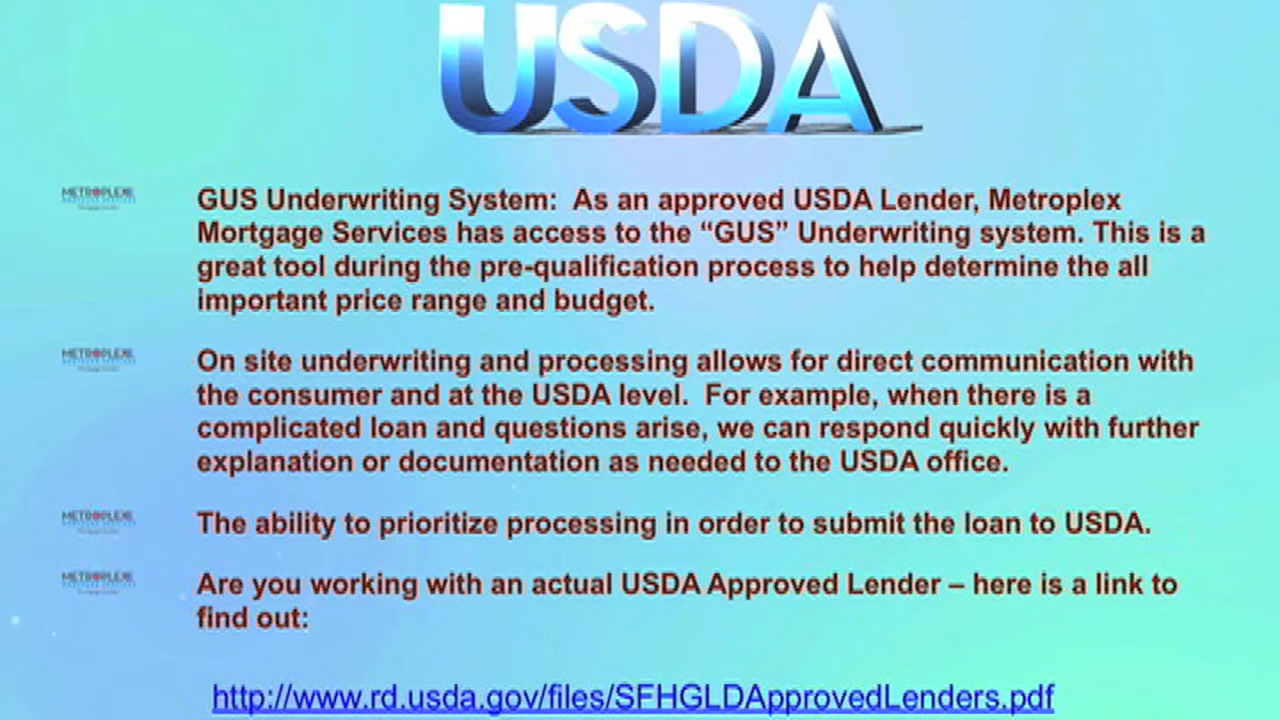 USDA
METROPLEX
GUS Underwriting System:  As an approved USDA Lender, Metroplex
Mortgage Services has access to the “GUS” Underwriting system. This is a
great tool during the pre-qualification process to help determine the all
important price range and budget.
METROPLEX
On site underwriting and processing allows for direct communication with
the consumer and at the USDA level.  For example, when there is a
complicated loan and questions arise, we can respond quickly with further
explanation or documentation as needed to the USDA office.
METROPLEX
The ability to prioritize processing in order to submit the loan to USDA.
METROPLEX
Are you working with an actual USDA Approved Lender – here is a link to
find out:
http://www.rd.usda.gov/files/SFHGLDApprovedLenders.pdf